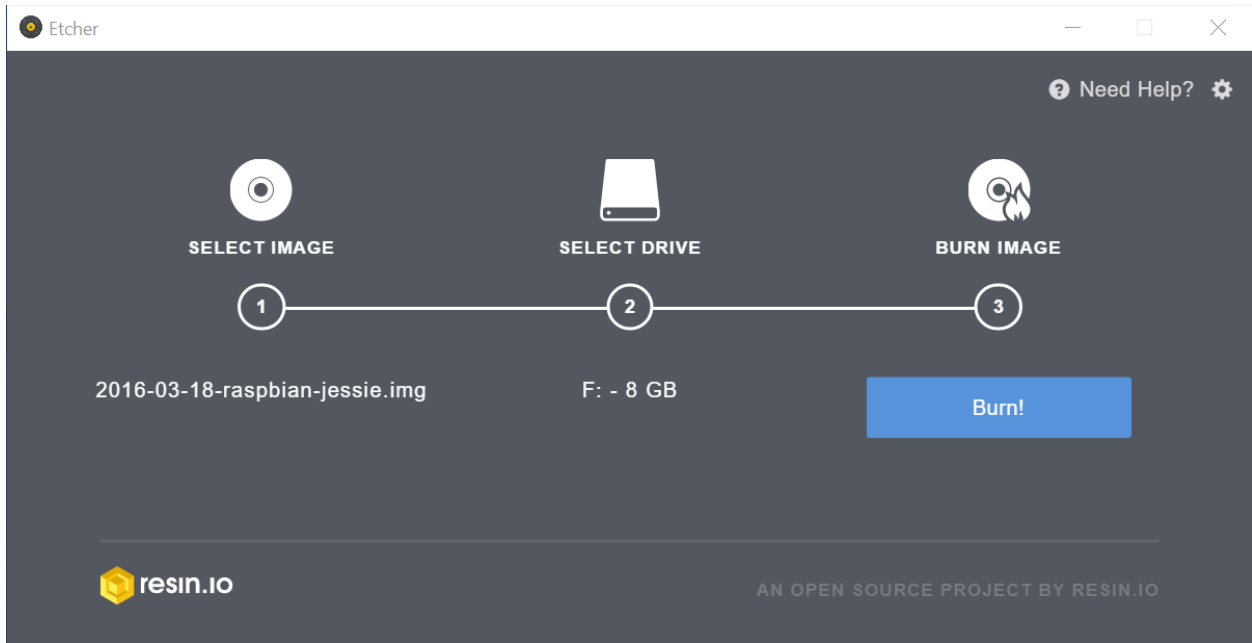 Etcher
Need Help?
SELECT IMAGE
SELECT DRIVE
BURN IMAGE
1
2
3
2016-03-18-raspbian-jessie.img
F: - 8 GB
Burn!
resin.io
AN OPEN SOURCE PROJECT BY RESIN.IO